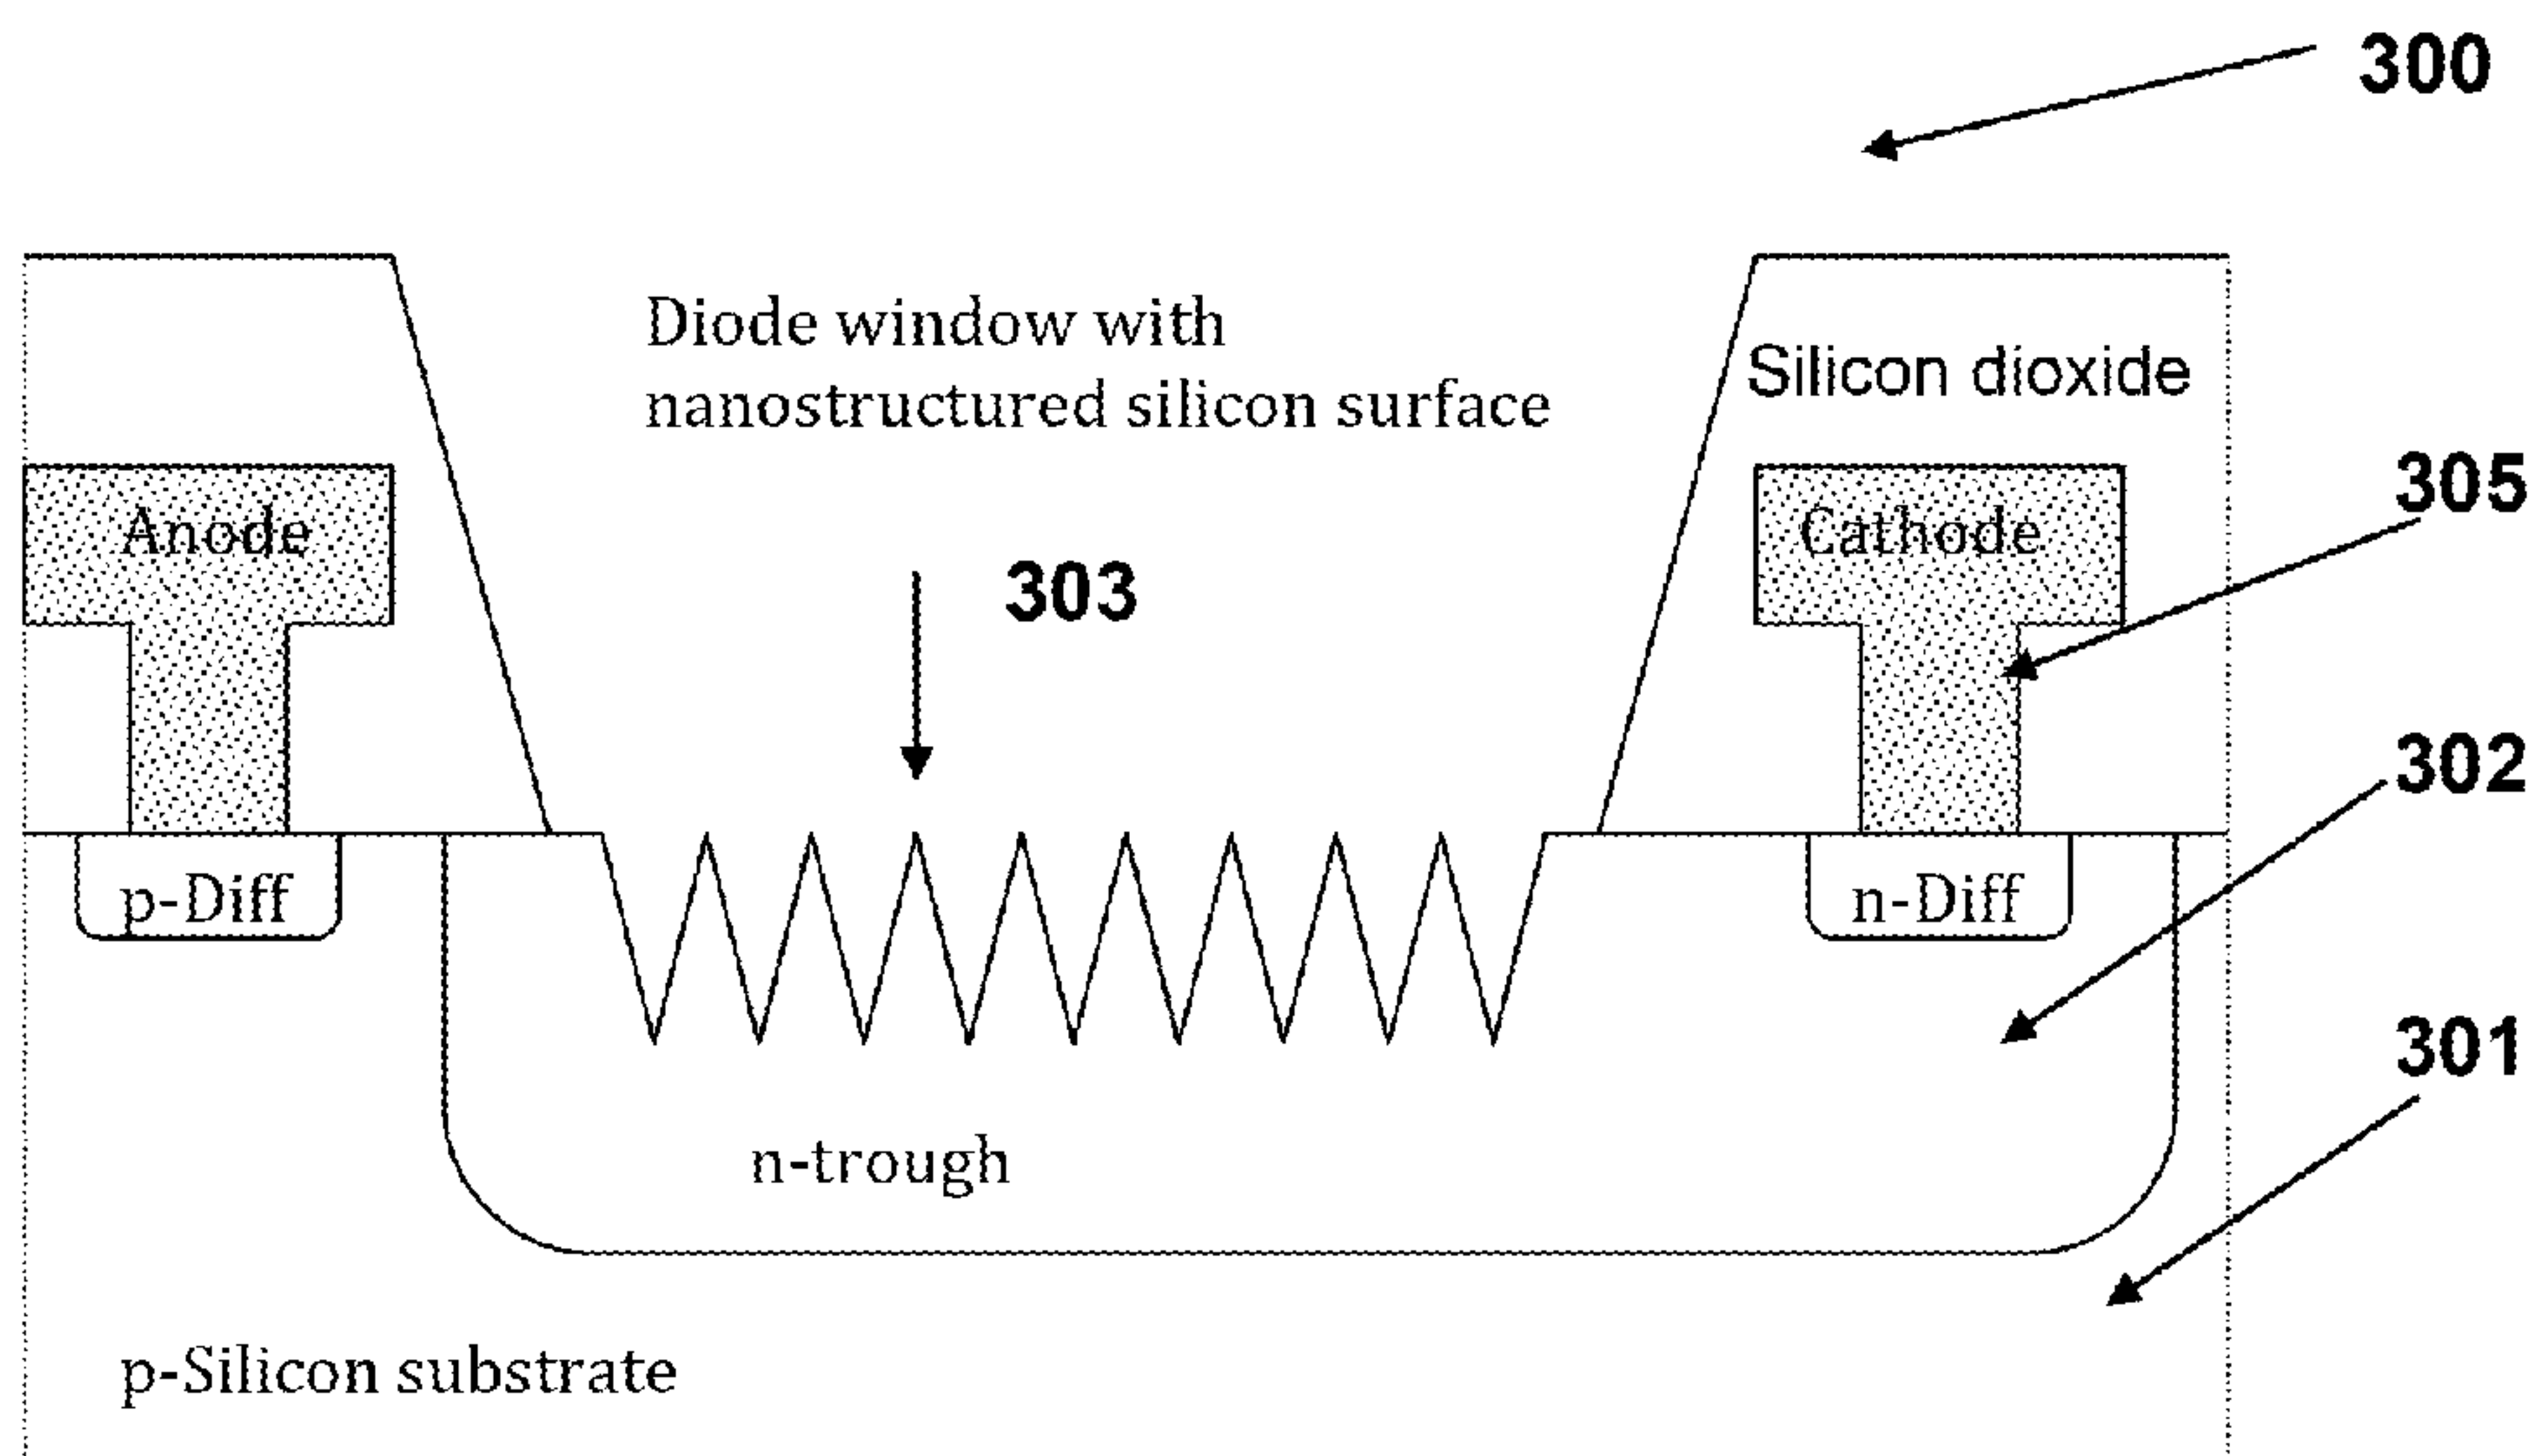 300
Diode window with
nanostructured silicon surface
Silicon dioxide
305
Anode
Cathode
303
302
p-Diff
n-Diff
301
n-trough
p-Silicon substrate